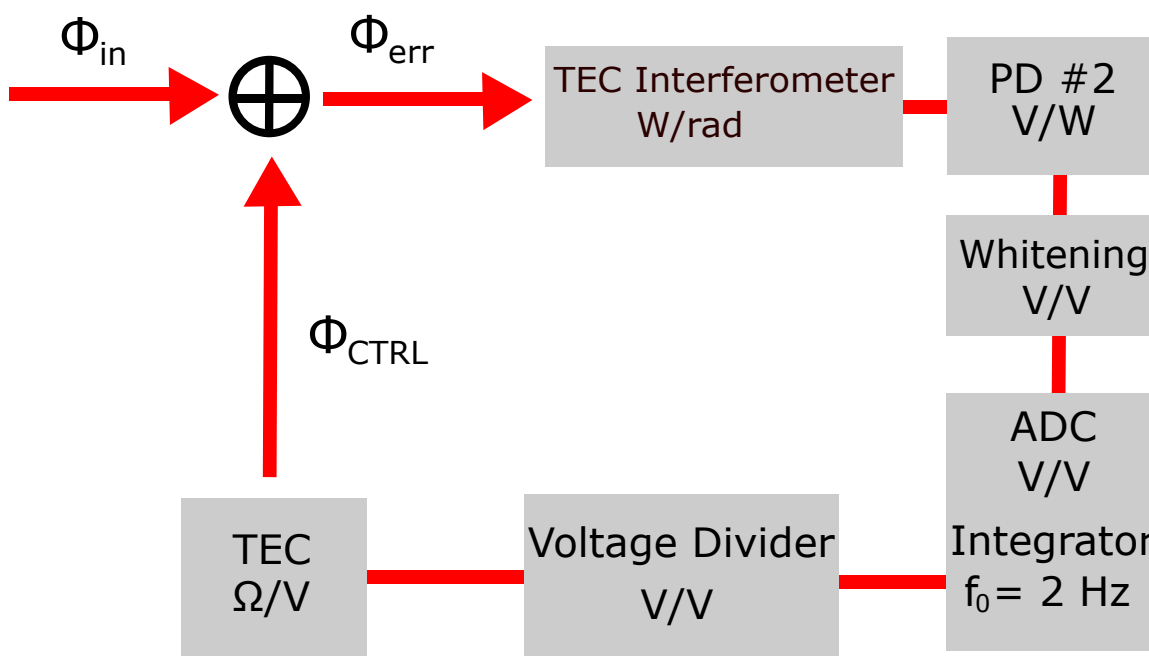 Φin
Φerr
TEC Interferometer
W/rad
PD #2
V/W
Whitening
V/V
ΦCTRL
ADC
V/V
Integrator
f0= 2 Hz
Voltage Divider
V/V
TEC
Ω/V